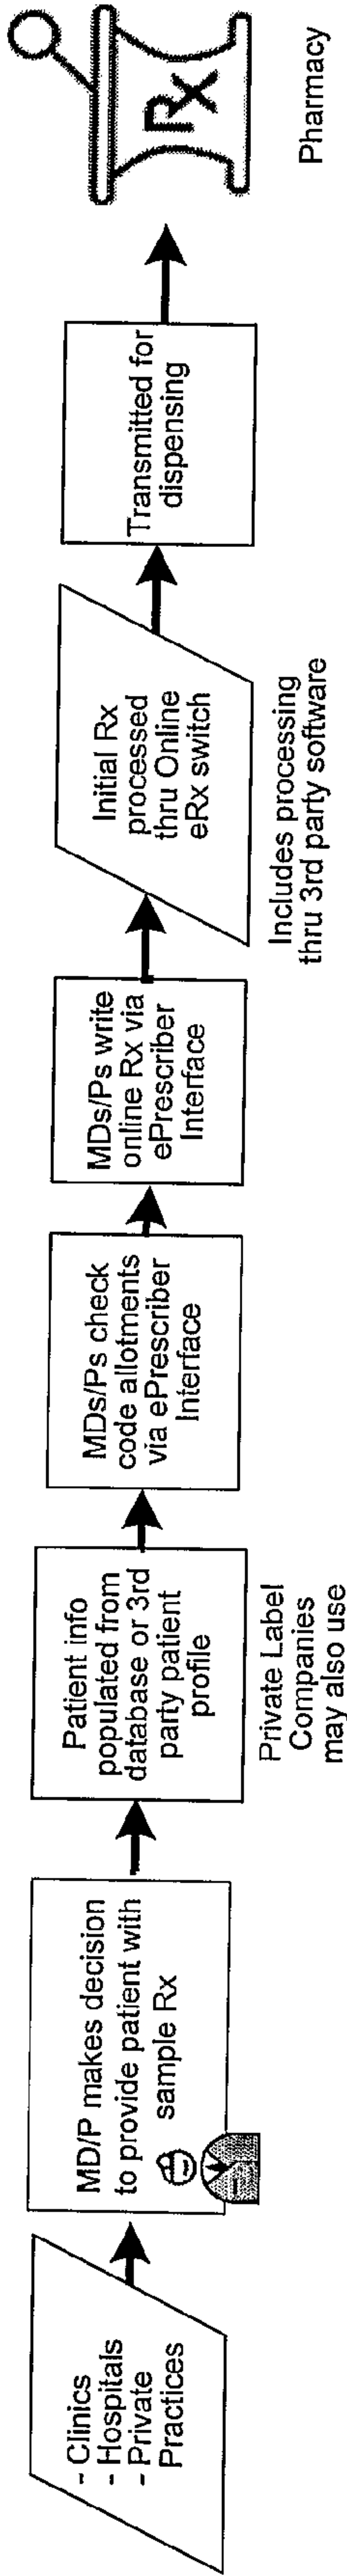 - Clinics
- Hospitals
- Private
Practices
MD/P makes decision
to provide patient with
sample Rx
Patient info
populated from
database or 3rd
party patient
profile
Private Label
Companies
may also use
MDs/Ps check
code allotments
via ePrescriber
Interface
MDs/Ps write
online Rx via
ePrescriber
Interface
Initial Rx
processed
thru Online
eRx switch
Includes processing
thru 3rd party software
Transmitted for
dispensing
Rx
Pharmacy